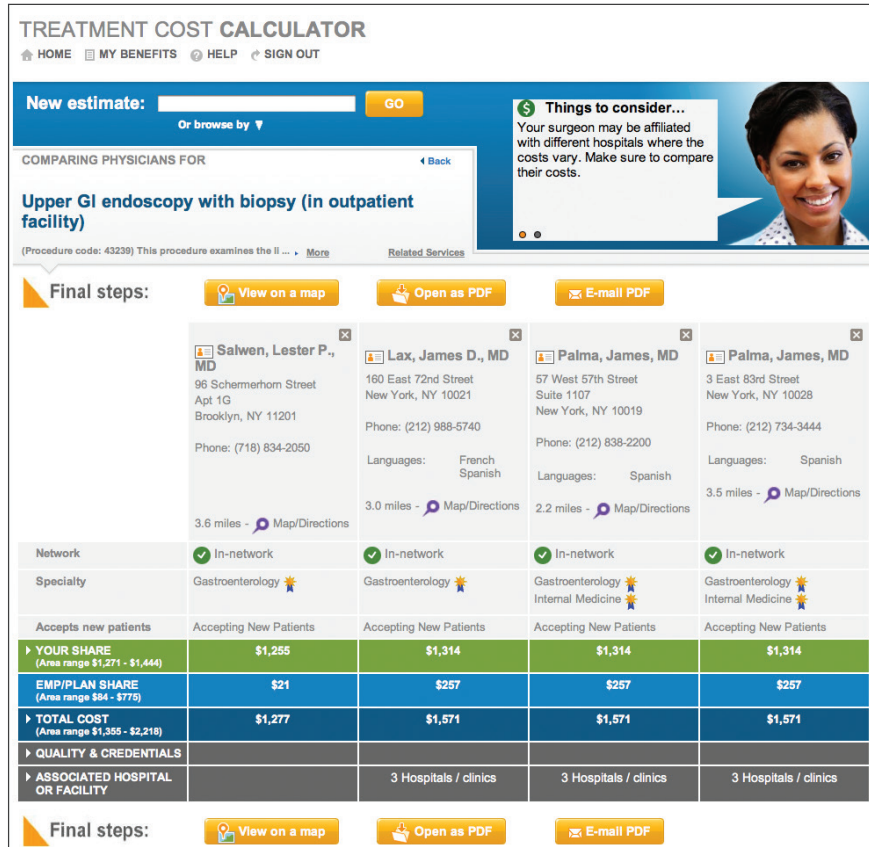 TREATMENT COST CALCULATOR
HOME MY BENEFITS HELP SIGN OUT
New estimate: GO
Or browse by ▼
Things to consider...
Your surgeon may be affiliated
with different hospitals where the
costs vary. Make sure to compare
their costs.
COMPARING PHYSICIANS FOR
Back
Upper GI endoscopy with biopsy (in outpatient
facility)
(Procedure code: 43239) This procedure examines the li ... More
Related Services
Final steps: View on a map Open as PDF E-mail PDF
Salwen, Lester P.,
MD
96 Schermerhorn Street
Apt 1G
Brooklyn, NY 11201
Phone: (718) 834-2050
3.6 miles - Map/Directions
Lax, James D., MD
160 East 72nd Street
New York, NY 10021
Phone: (212) 988-5740
Languages: French
Spanish
3.0 miles - Map/Directions
Palma, James, MD
57 West 57th Street
Suite 1107
New York, NY 10019
Phone: (212) 838-2200
Languages: Spanish
2.2 miles - Map/Directions
Palma, James, MD
3 East 83rd Street
New York, NY 10028
Phone: (212) 734-3444
Languages: Spanish
3.5 miles - Map/Directions
Network In-network In-network In-network In-network
Specialty Gastroenterology Gastroenterology Gastroenterology Gastroenterology
Internal Medicine Internal Medicine
Accepts new patients Accepting New Patients Accepting New Patients Accepting New Patients Accepting New Patients
YOUR SHARE $1,255 $1,314 $1,314 $1,314
(Area range $1,271 - $1,444)
EMP/PLAN SHARE $21 $257 $257 $257
(Area range $84 - $775)
TOTAL COST $1,277 $1,571 $1,571 $1,571
(Area range $1,355 - $2,218)
QUALITY & CREDENTIALS
ASSOCIATED HOSPITAL 3 Hospitals / clinics 3 Hospitals / clinics 3 Hospitals / clinics
OR FACILITY
Final steps: View on a map Open as PDF E-mail PDF